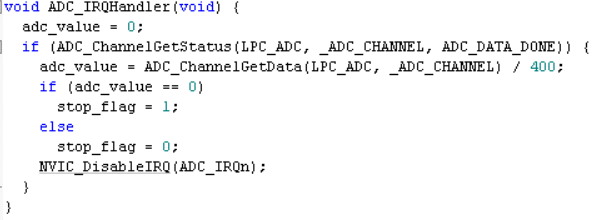 void ADC_IRQHandler(void) {
adc_value = 0;
if (ADC_ChannelGetStatus(LPC_ADC, _ADC_CHANNEL, ADC_DATA_DONE)) {
adc_value = ADC_ChannelGetData(LPC_ADC, _ADC_CHANNEL) / 400;
if (adc_value == 0)
stop_flag = 1;
else
stop_flag = 0;
NVIC_DisableIRQ(ADC_IRQn);
}
}